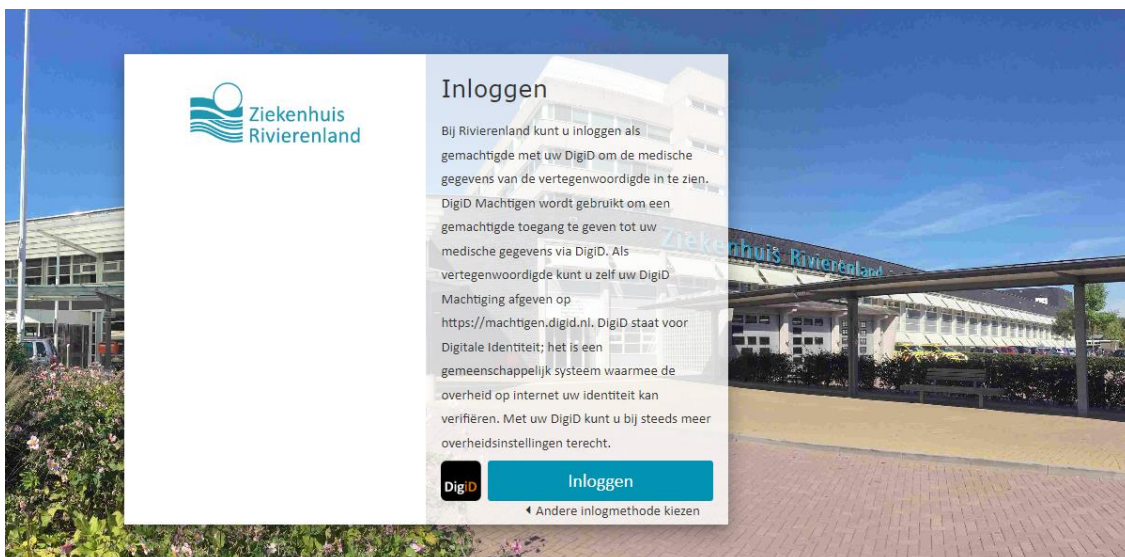 Ziekenhuis
Rivierenland
Inloggen
Bij Rivierenland kunt u inloggen als
gemachtigde met uw DigiD om de medische
gegevens van de vertegenwoordigde in te zien.
DigiD Machtigen wordt gebruikt om een
gemachtigde toegang te geven tot uw
medische gegevens via DigiD. Als
vertegenwoordigde kunt u zelf uw DigiD
Machtiging afgeven op
https://machtigen.digid.nl. DigiD staat voor
Digitale Identiteit; het is een
gemeenschappelijk systeem waarmee de
overheid op internet uw identiteit kan
verifiëren. Met uw DigiD kunt u bij steeds meer
overheidsinstellingen terecht.
DigiD
Inloggen
Andere inlogmethode kiezen
Ziekenhuis Rivierenland